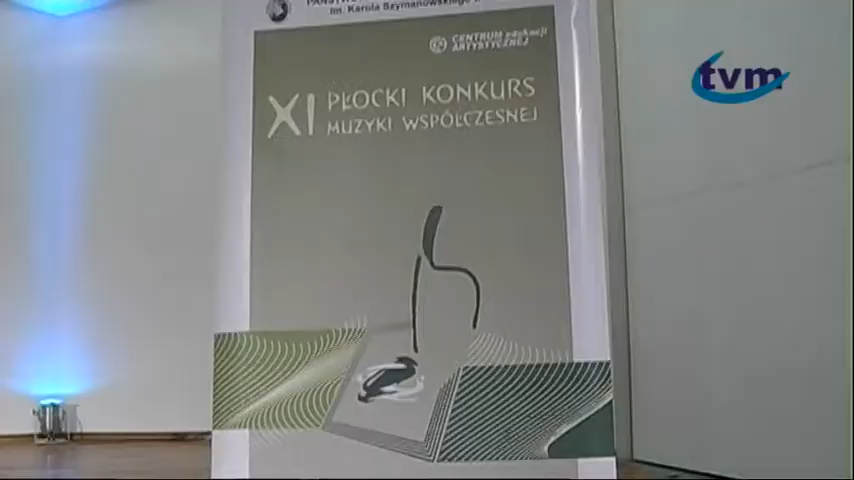 im. Karola Szymanowskiego
CENTRUM edukacji
ARTYSTYCZNEJ
tvm
XI PŁOCKI KONKURS
MUZYKI WSPÓŁCZESNEJ